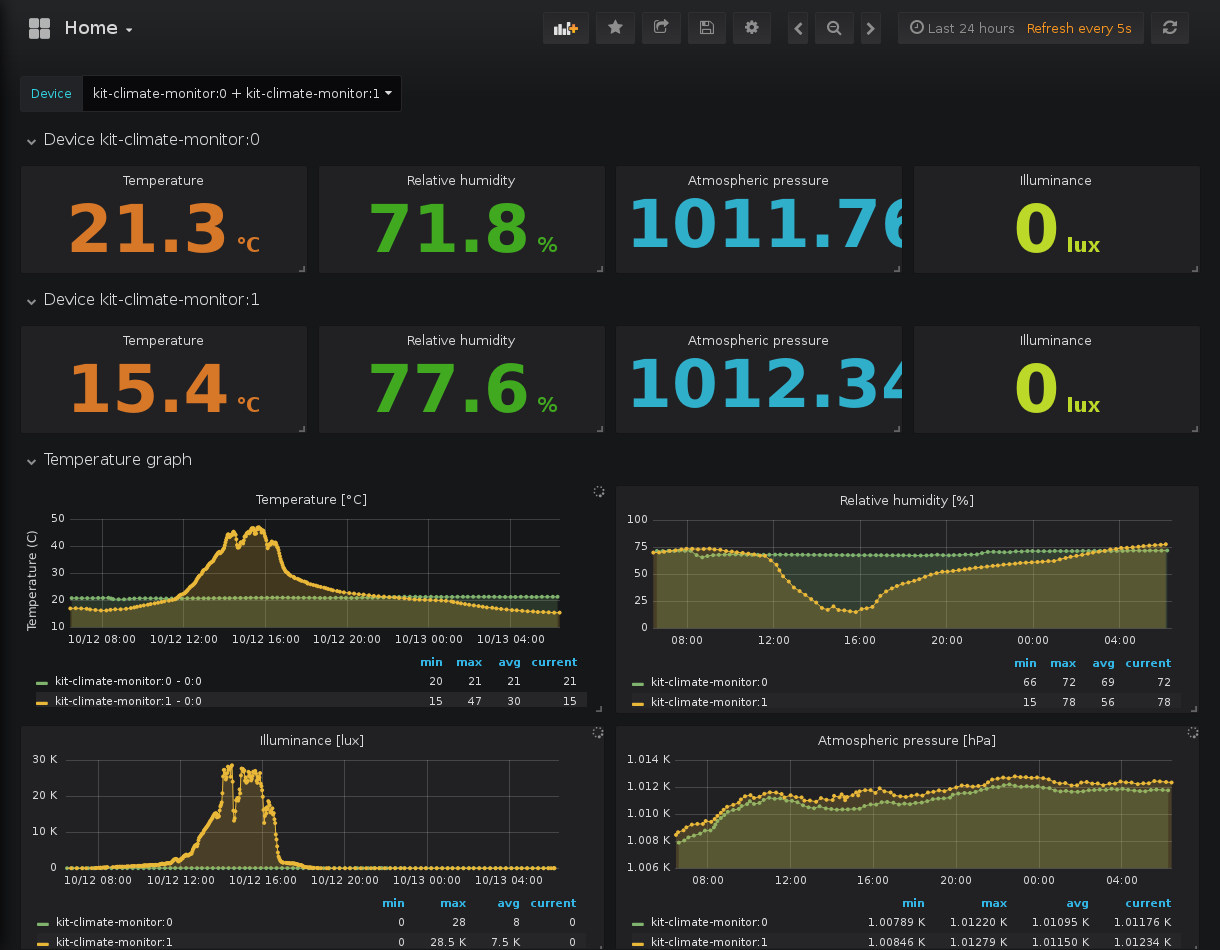 Home
Last 24 hours Refresh every 5s
Device kit-climate-monitor:0 + kit-climate-monitor:1
Device kit-climate-monitor:0
Temperature Relative humidity Atmospheric pressure Illuminance
21.3 °C 71.8 % 1011.76 0 lux
Device kit-climate-monitor:1
Temperature Relative humidity Atmospheric pressure Illuminance
15.4 °C 77.6 % 1012.34 0 lux
Temperature graph
Temperature [°C]
Temperature (C)
50
40
30
20
10
10/12 08:00 10/12 12:00 10/12 16:00 10/12 20:00 10/13 00:00 10/13 04:00
min max avg current
kit-climate-monitor:0 - 0:0 20 21 21 21
kit-climate-monitor:1 - 0:0 15 47 30 15
Relative humidity [%]
100
75
50
25
0
08:00 12:00 16:00 20:00 00:00 04:00
min max avg current
kit-climate-monitor:0 66 72 69 72
kit-climate-monitor:1 15 78 56 78
Illuminance [lux]
30 K
20 K
10 K
0
10/12 08:00 10/12 12:00 10/12 16:00 10/12 20:00 10/13 00:00 10/13 04:00
min max avg current
kit-climate-monitor:0 0 28 8 0
kit-climate-monitor:1 0 28.5 K 7.5 K 0
Atmospheric pressure [hPa]
1.014 K
1.012 K
1.010 K
1.008 K
1.006 K
08:00 12:00 16:00 20:00 00:00 04:00
min max avg current
kit-climate-monitor:0 1.00789 K 1.01220 K 1.01095 K 1.01176 K
kit-climate-monitor:1 1.00846 K 1.01279 K 1.01150 K 1.01234 K